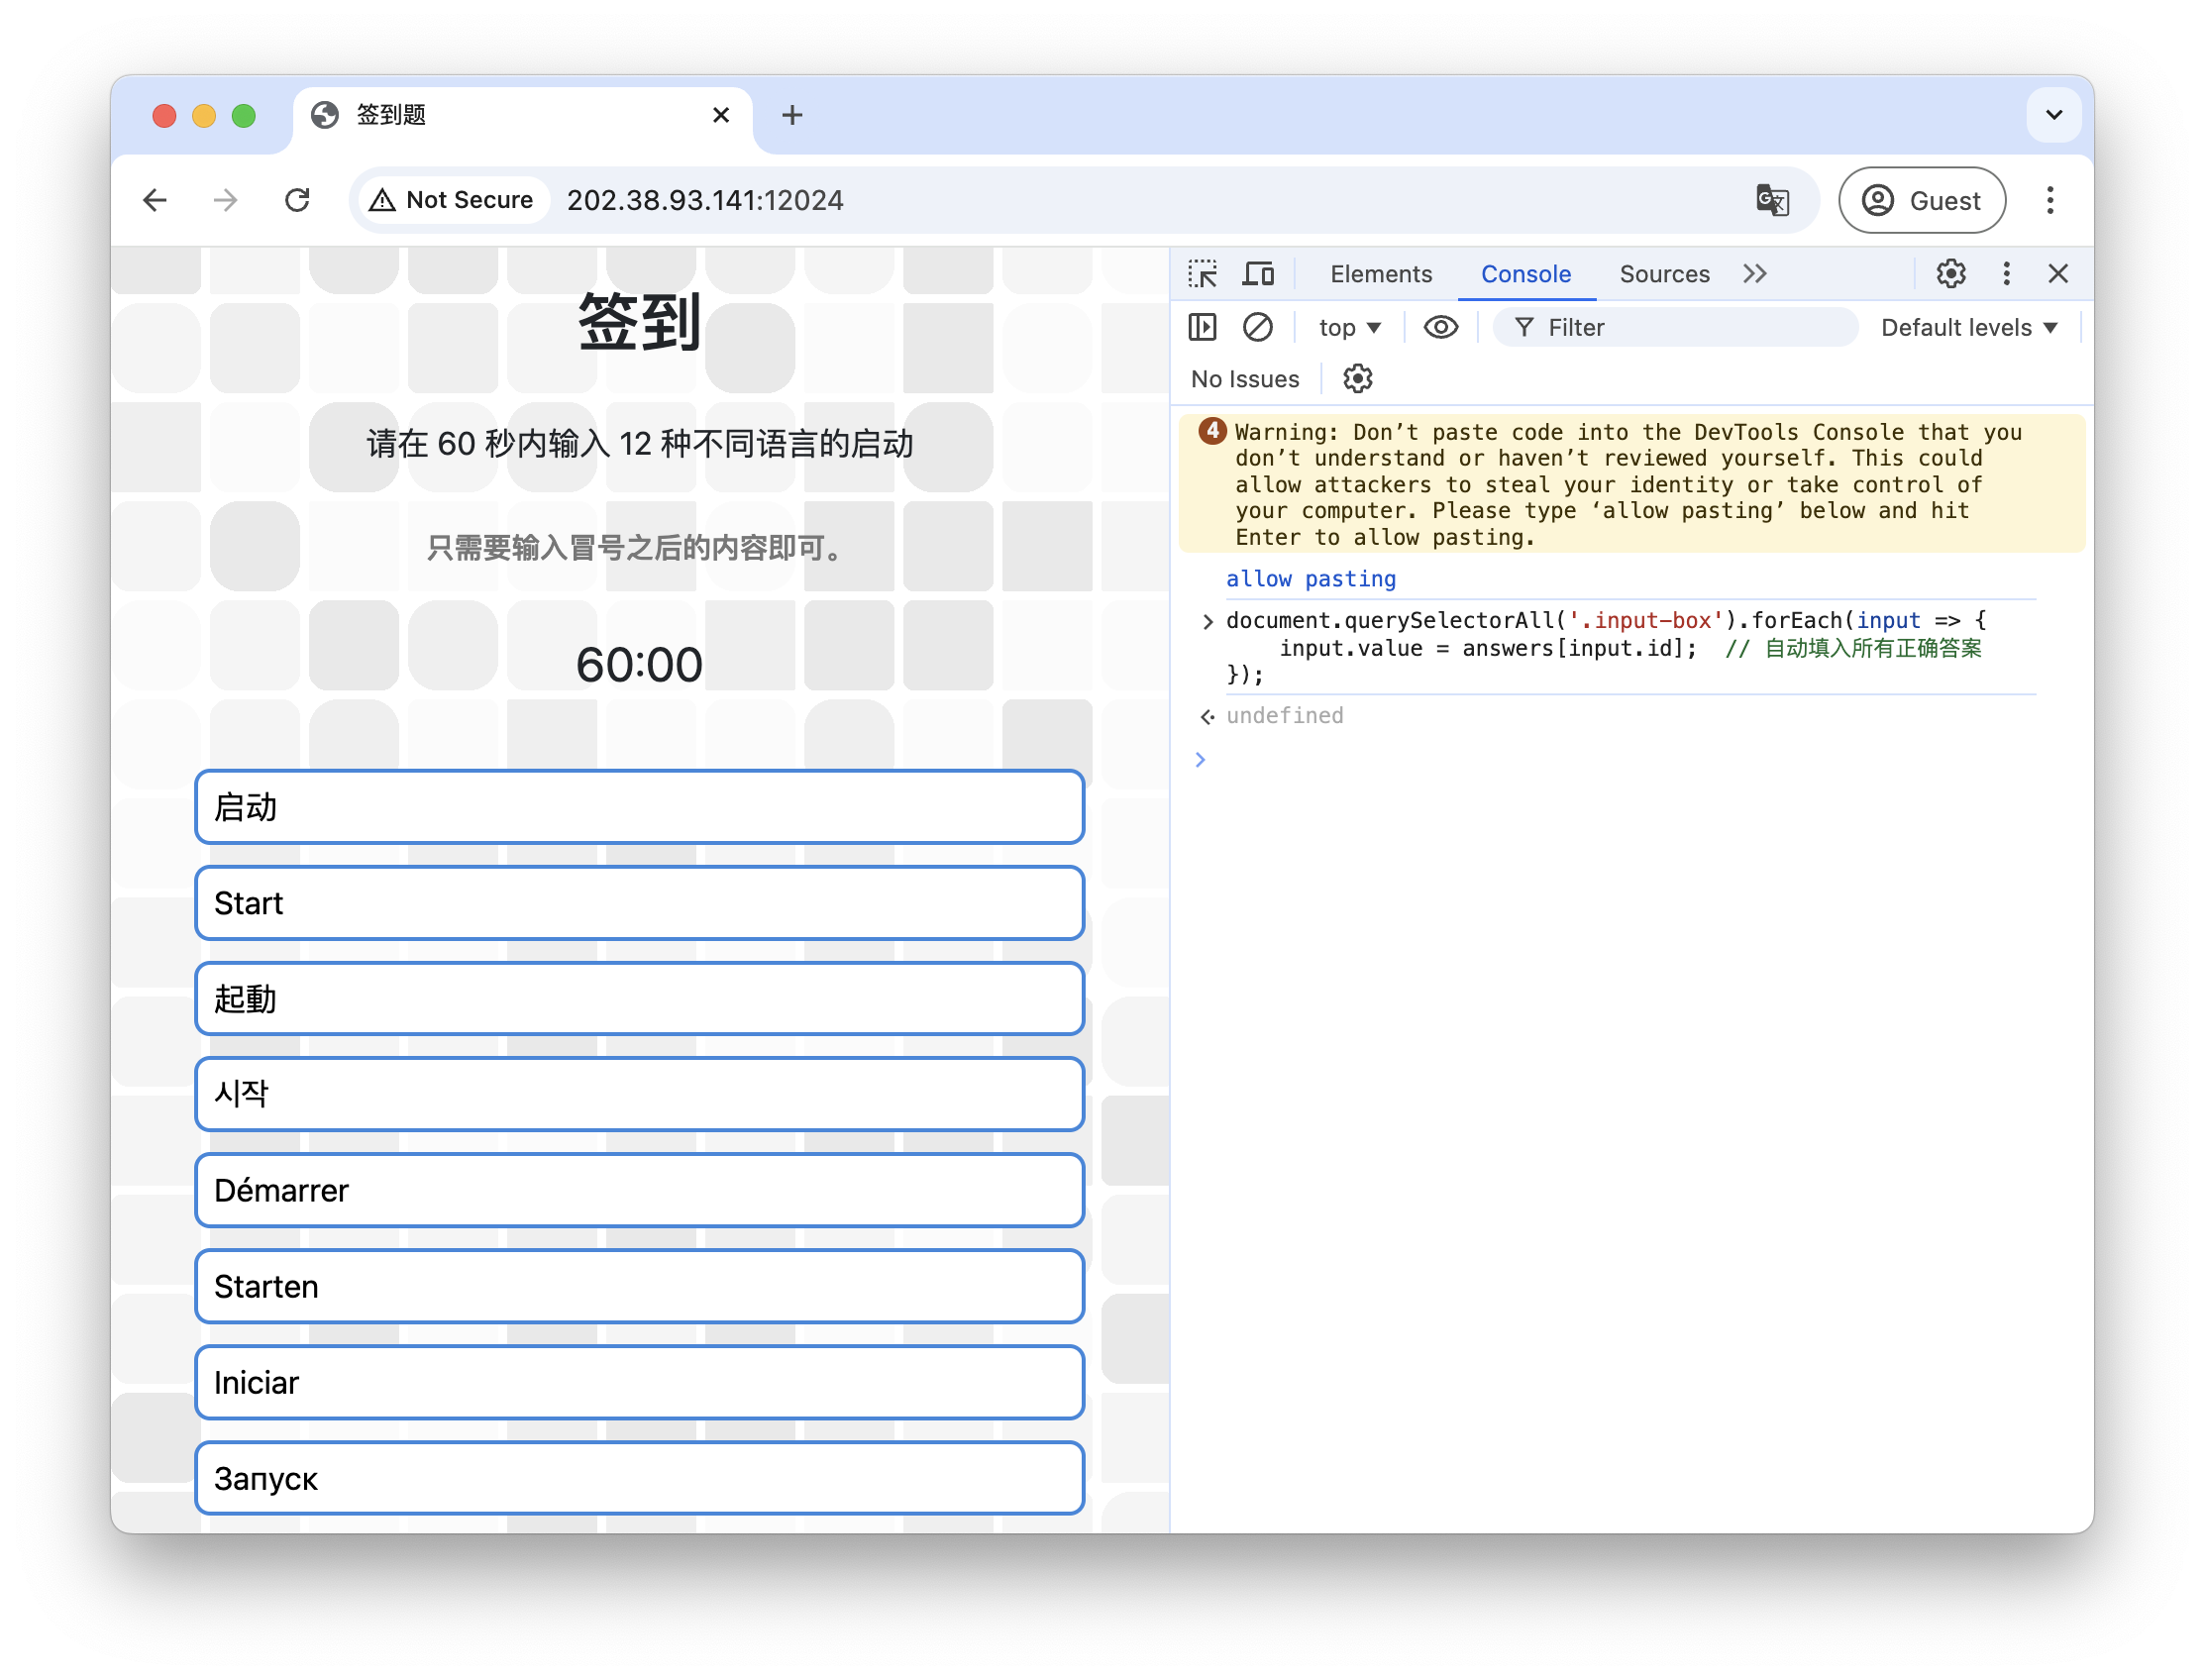 签到题
Not Secure
202.38.93.141:12024
Guest
签到
请在 60 秒内输入 12 种不同语言的启动
只需要输入冒号之后的内容即可。
60:00
启动
Start
起動
시작
Démarrer
Starten
Iniciar
Запуск
Elements Console Sources
top Filter Default levels
No Issues
4 Warning: Don’t paste code into the DevTools Console that you
don’t understand or haven’t reviewed yourself. This could
allow attackers to steal your identity or take control of
your computer. Please type ‘allow pasting’ below and hit
Enter to allow pasting.
allow pasting
document.querySelectorAll('.input-box').forEach(input => {
    input.value = answers[input.id];  // 自动填入所有正确答案
});
undefined